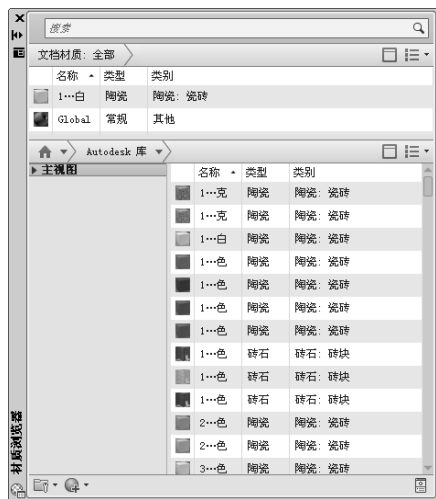 搜索
文档材质: 全部
名称 类型 类别
1…白 陶瓷 陶瓷: 瓷砖
Global 常规 其他
Autodesk 库
主视图
名称 类型 类别
1…克 陶瓷 陶瓷: 瓷砖
1…克 陶瓷 陶瓷: 瓷砖
1…白 陶瓷 陶瓷: 瓷砖
1…色 陶瓷 陶瓷: 瓷砖
1…色 陶瓷 陶瓷: 瓷砖
1…色 陶瓷 陶瓷: 瓷砖
1…色 陶瓷 陶瓷: 瓷砖
1…色 砖石 砖石: 砖块
1…色 砖石 砖石: 砖块
1…色 砖石 砖石: 砖块
2…色 陶瓷 陶瓷: 瓷砖
2…色 陶瓷 陶瓷: 瓷砖
3…色 陶瓷 陶瓷: 瓷砖
材质浏览器